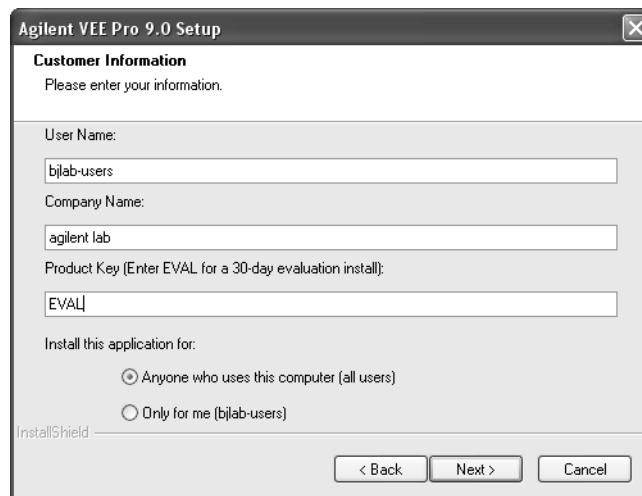 Agilent VEE Pro 9.0 Setup
Customer Information
Please enter your information.
User Name:
bjlab-users
Company Name:
agilent lab
Product Key (Enter EVAL for a 30-day evaluation install):
EVAL
Install this application for:
Anyone who uses this computer (all users)
Only for me (bjlab-users)
InstallShield
< Back Next > Cancel